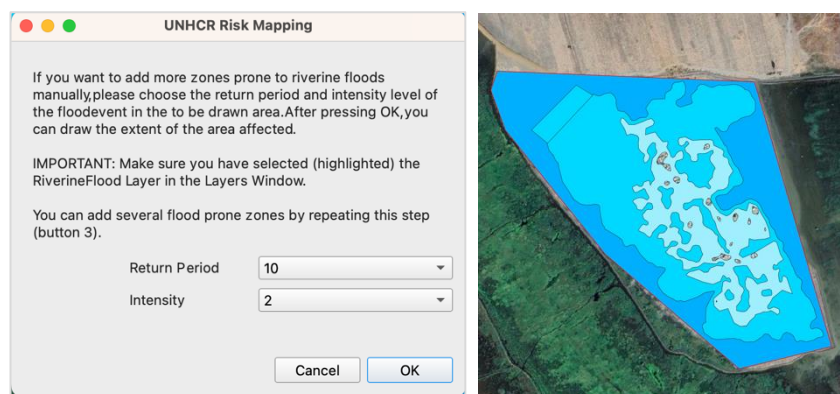 UNHCR Risk Mapping
If you want to add more zones prone to riverine floods
manually,please choose the return period and intensity level of
the floodevent in the to be drawn area.After pressing OK,you
can draw the extent of the area affected.
IMPORTANT: Make sure you have selected (highlighted) the
RiverineFlood Layer in the Layers Window.
You can add several flood prone zones by repeating this step
(button 3).
Return Period 10
Intensity 2
Cancel OK